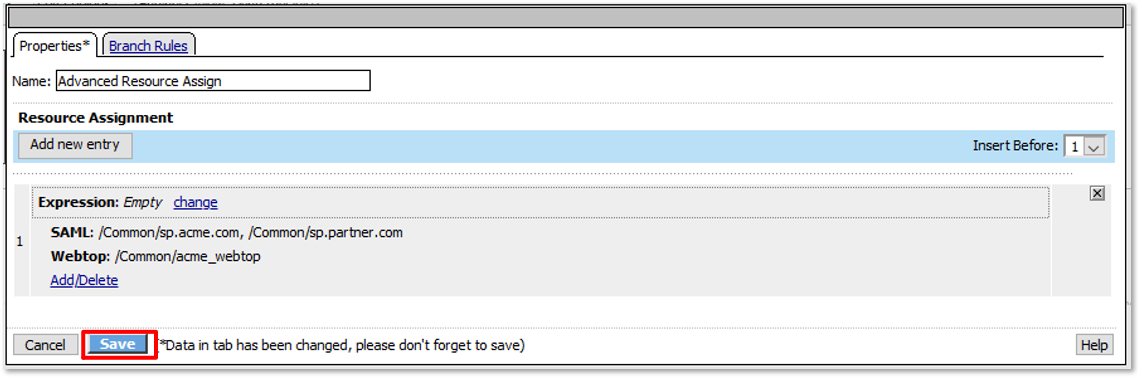 Properties* Branch Rules
Name: Advanced Resource Assign
Resource Assignment
Add new entry Insert Before: 1
Expression: Empty change
1
SAML: /Common/sp.acme.com, /Common/sp.partner.com
Webtop: /Common/acme_webtop
Add/Delete
Cancel Save (*Data in tab has been changed, please don't forget to save) Help